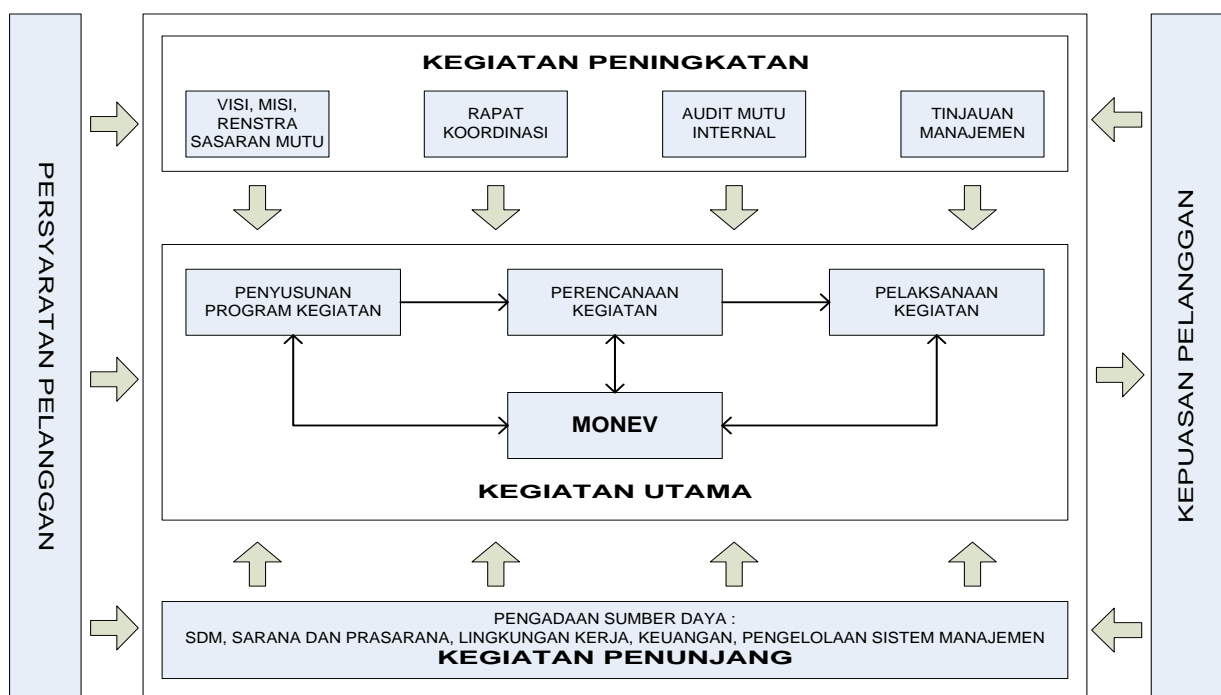 PERSYARATAN PELANGGAN
KEGIATAN PENINGKATAN
VISI, MISI,
RENSTRA
SASARAN MUTU
RAPAT
KOORDINASI
AUDIT MUTU
INTERNAL
TINJAUAN
MANAJEMEN
PENYUSUNAN
PROGRAM KEGIATAN
PERENCANAAN
KEGIATAN
PELAKSANAAN
KEGIATAN
MONEV
KEGIATAN UTAMA
PENGADAAN SUMBER DAYA :
SDM, SARANA DAN PRASARANA, LINGKUNGAN KERJA, KEUANGAN, PENGELOLAAN SISTEM MANAJEMEN
KEGIATAN PENUNJANG
KEPUASAN PELANGGAN